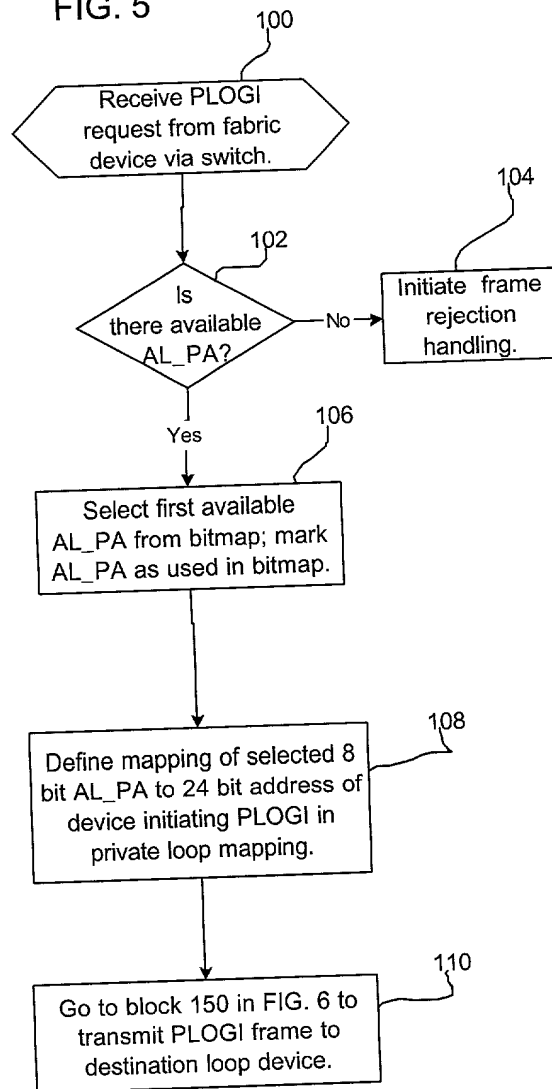 FIG. 5
100
Receive PLOGI
request from fabric
device via switch.
102
Is
there available
AL_PA?
No
104
Initiate frame
rejection
handling.
Yes
106
Select first available
AL_PA from bitmap; mark
AL_PA as used in bitmap.
108
Define mapping of selected 8
bit AL_PA to 24 bit address of
device initiating PLOGI in
private loop mapping.
110
Go to block 150 in FIG. 6 to
transmit PLOGI frame to
destination loop device.